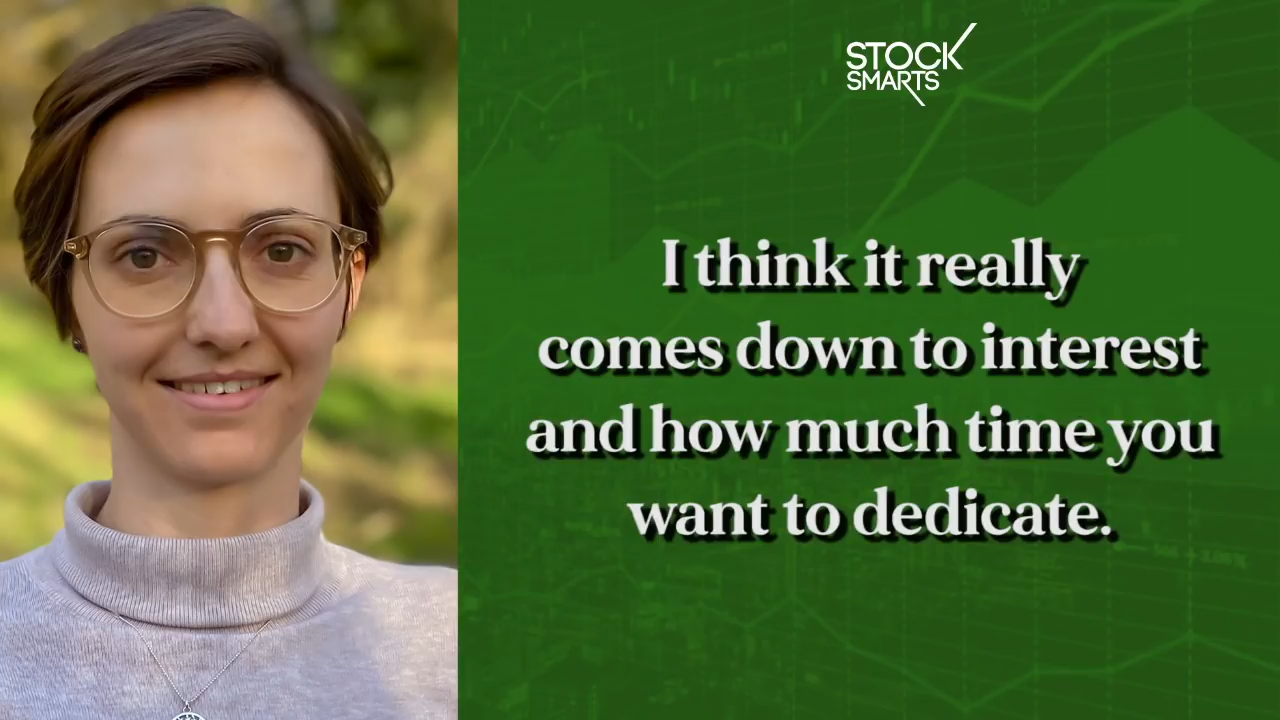 STOCK
SMARTS
I think it really
comes down to interest
and how much time you
want to dedicate.